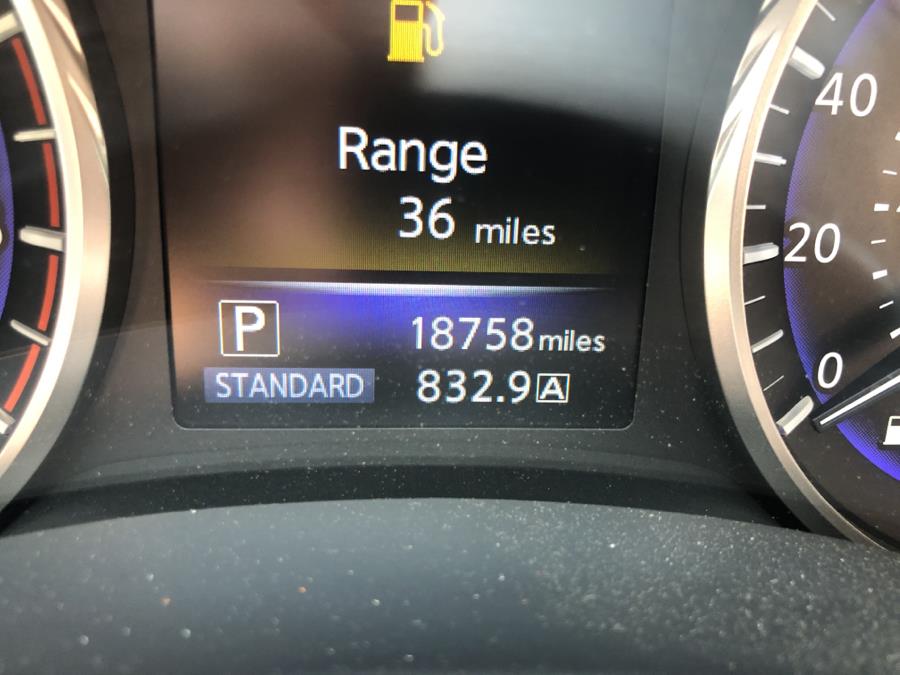 Range
36 miles
P
18758 miles
STANDARD
832.9 A
40
20
0